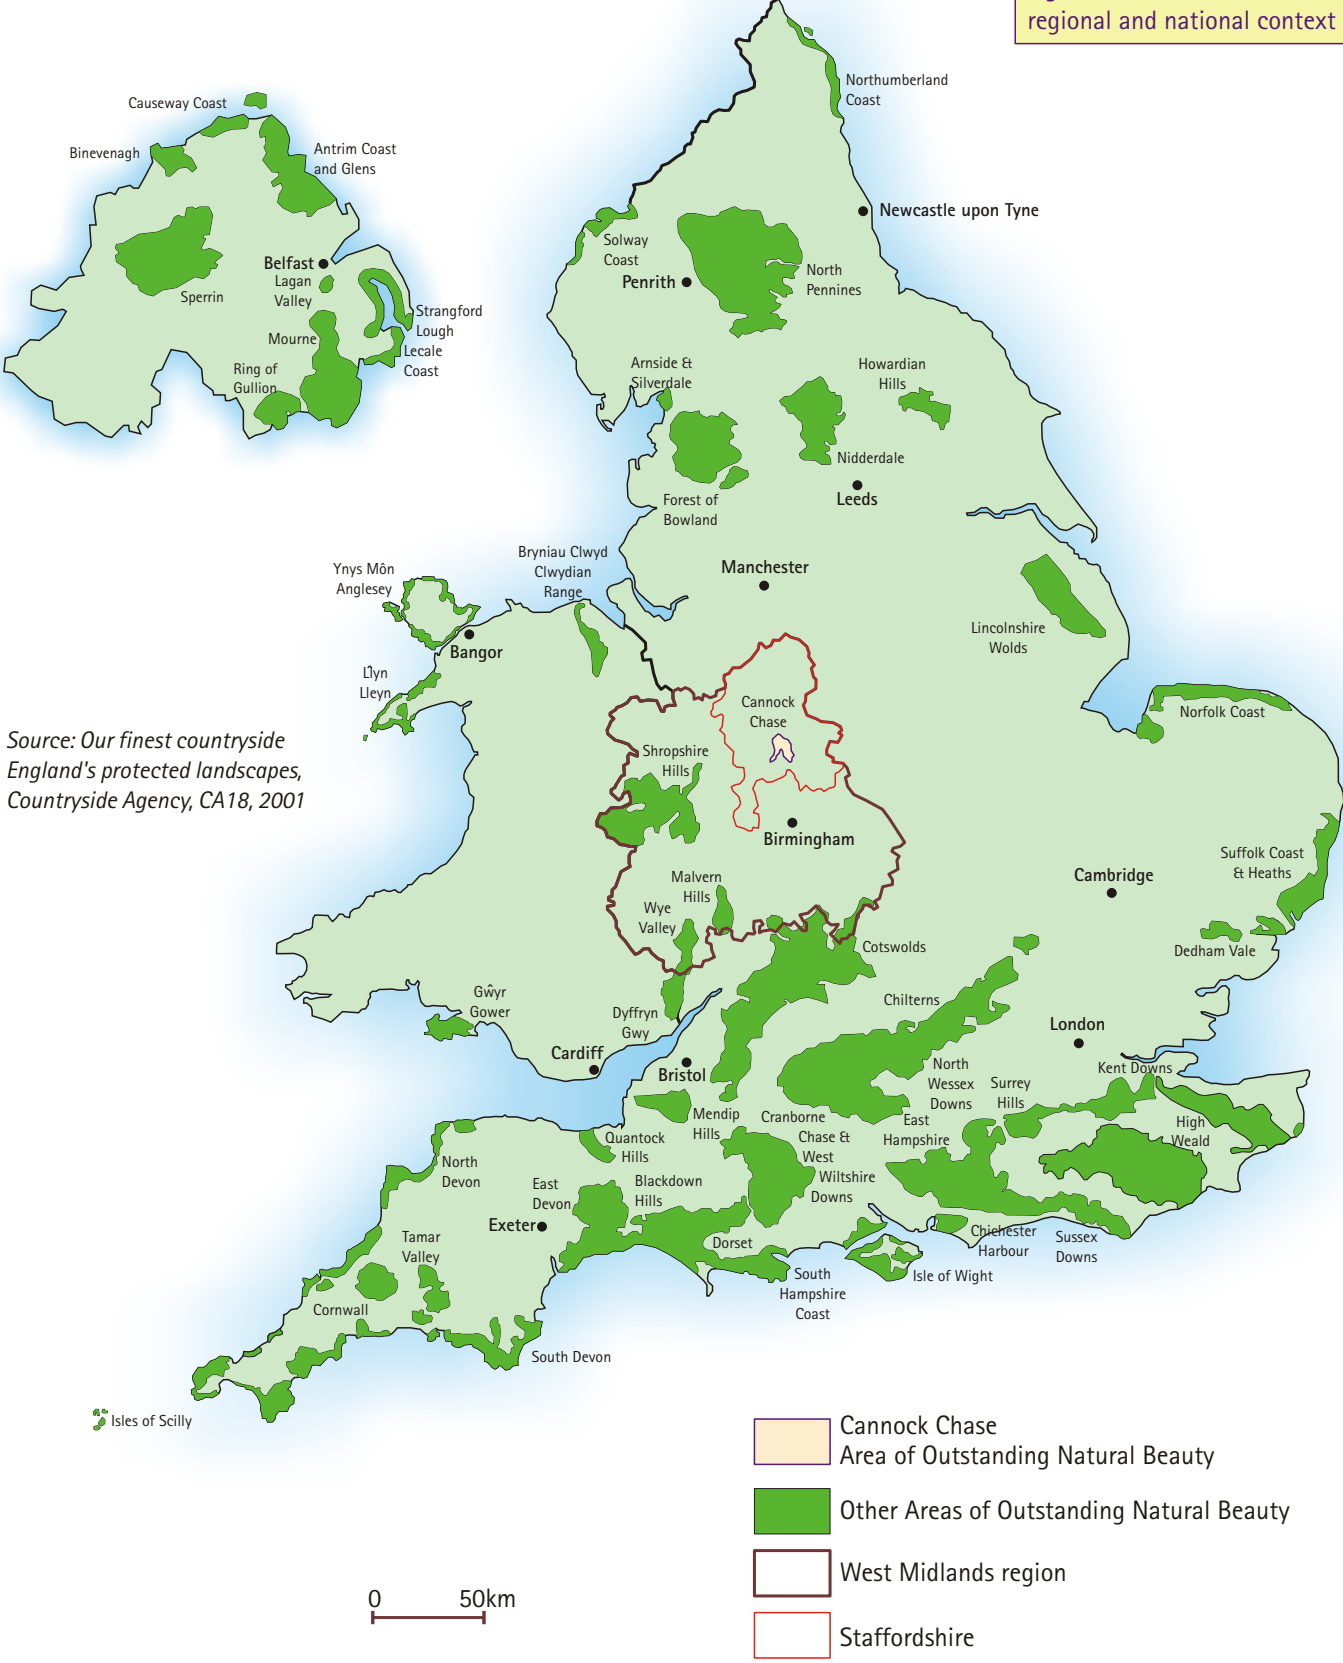 regional and national context
Northumberland
Coast
Causeway Coast
Binevenagh
Antrim Coast
and Glens
Newcastle upon Tyne
Solway
Coast
Belfast
Penrith
North
Pennines
Lagan
Valley
Sperrin
Strangford
Lough
Mourne
Lecale
Coast
Ring of
Gullion
Arnside &
Silverdale
Howardian
Hills
Nidderdale
Leeds
Forest of
Bowland
Bryniau Clwyd
Clwydian
Range
Manchester
Ynys Môn
Anglesey
Lincolnshire
Wolds
Bangor
Llyn
Lleyn
Cannock
Chase
Norfolk Coast
Source: Our finest countryside
England's protected landscapes,
Countryside Agency, CA18, 2001
Shropshire
Hills
Birmingham
Suffolk Coast
& Heaths
Cambridge
Malvern
Hills
Wye
Valley
Cotswolds
Dedham Vale
Gŵyr
Gower
Chilterns
Dyffryn
Gwy
London
Cardiff
Bristol
North
Wessex
Downs
Kent Downs
Surrey
Hills
Mendip
Hills
Cranborne
Chase &
West
Wiltshire
Downs
East
Hampshire
High
Weald
Quantock
Hills
North
Devon
East
Devon
Blackdown
Hills
Exeter
Tamar
Valley
Dorset
Chichester
Harbour
Sussex
Downs
South
Hampshire
Coast
Isle of Wight
Cornwall
South Devon
Isles of Scilly
Cannock Chase
Area of Outstanding Natural Beauty
Other Areas of Outstanding Natural Beauty
West Midlands region
0 50km
Staffordshire